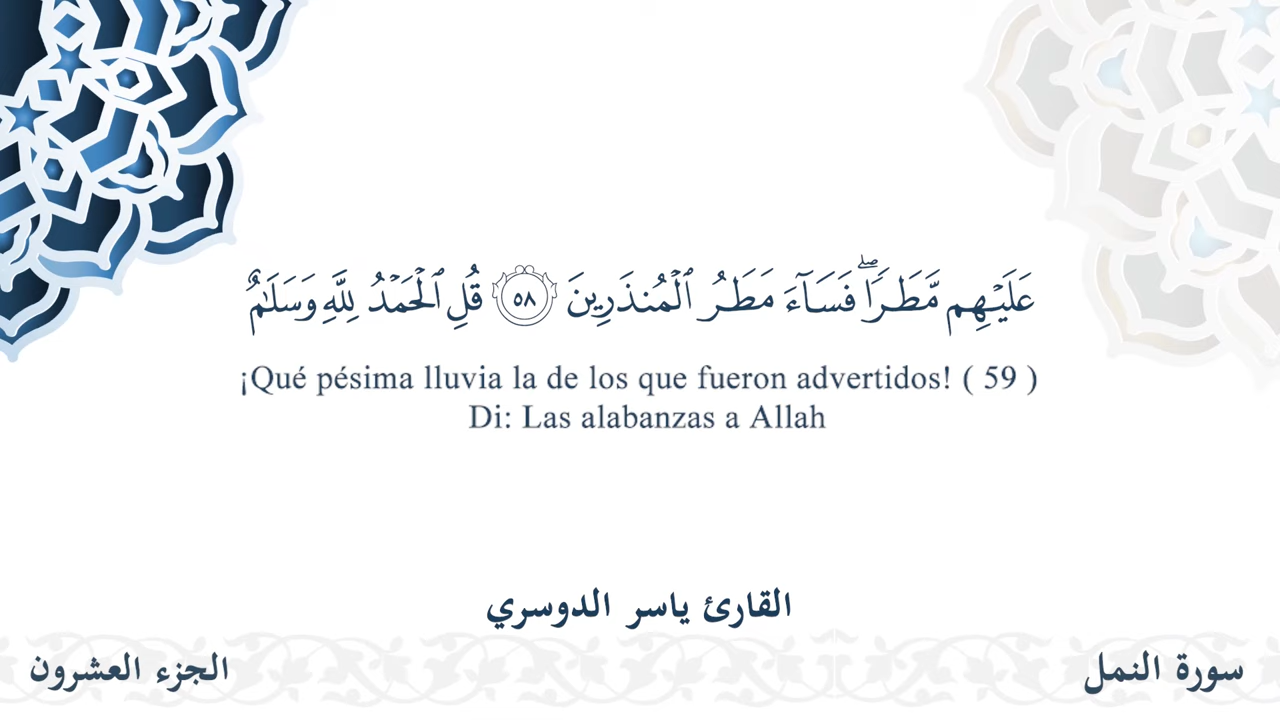 عَلَيْهِم مَّطَرًاۖ فَسَآءَ مَطَرُ ٱلْمُنذَرِينَ ٥٨ قُلِ ٱلْحَمْدُ لِلَّهِ وَسَلَٰمٌ
¡Qué pésima lluvia la de los que fueron advertidos! ( 59 )
Di: Las alabanzas a Allah
القارئ ياسر الدوسري
سورة النمل
الجزء العشرون